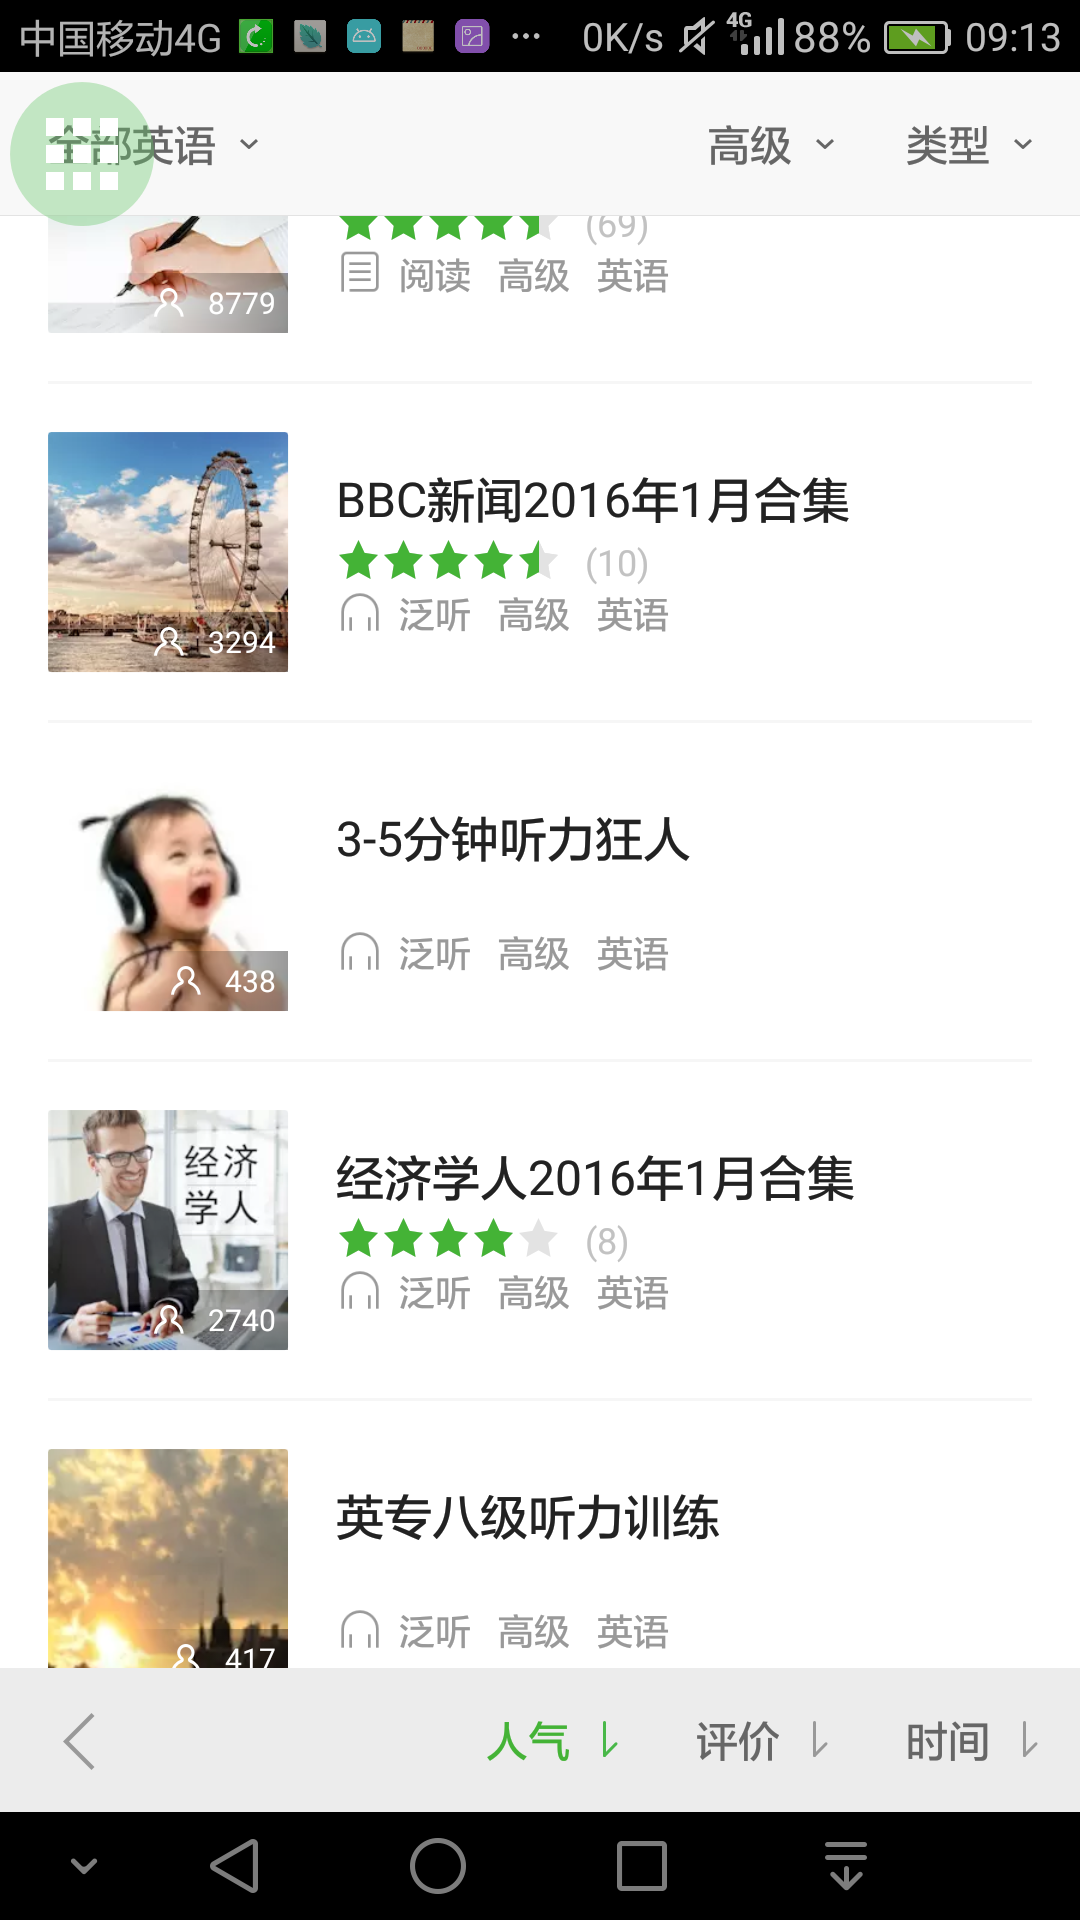 中国移动4G 0K/s 4G 88% 09:13
全部英语 高级 类型
(69)
阅读 高级 英语
8779
BBC新闻2016年1月合集
(10)
泛听 高级 英语
3294
3-5分钟听力狂人
泛听 高级 英语
438
经济
学人
经济学人2016年1月合集
(8)
泛听 高级 英语
2740
英专八级听力训练
泛听 高级 英语
417
人气 评价 时间